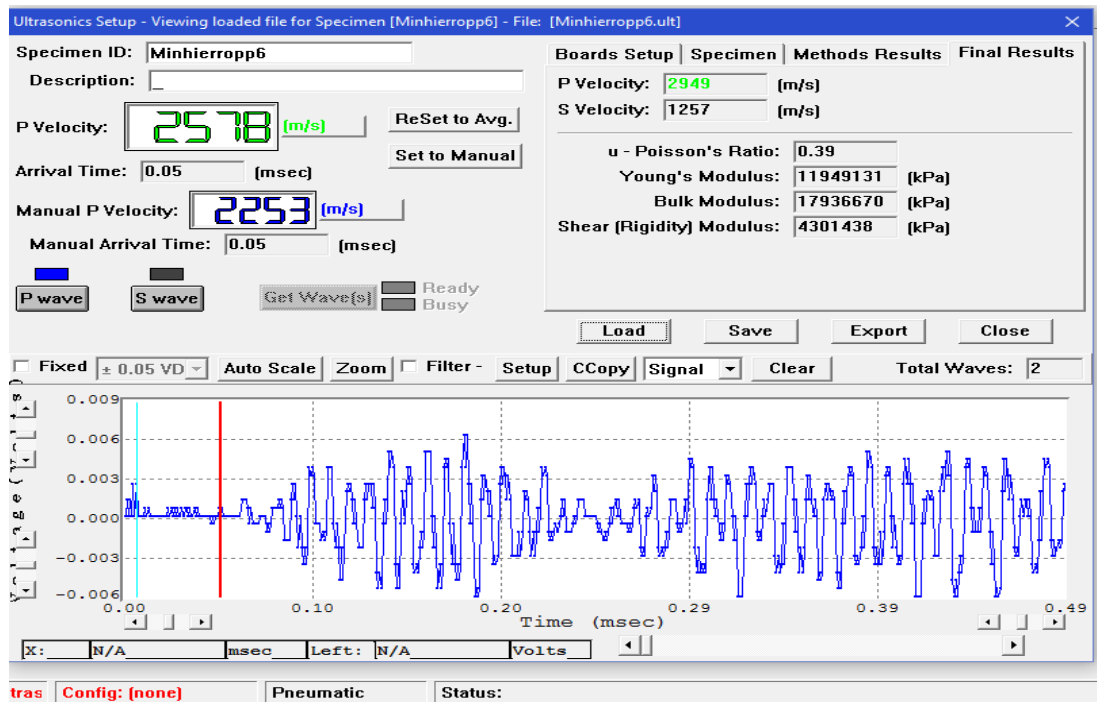 Ultrasonics Setup - Viewing loaded file for Specimen [Minhierropp6] - File: [Minhierropp6.ult]
Specimen ID: Minhierropp6
Description: _
P Velocity: 2578 (m/s)
ReSet to Avg.
Arrival Time: 0.05 (msec)
Set to Manual
Manual P Velocity: 2253 (m/s)
Manual Arrival Time: 0.05 (msec)
P wave S wave Get Wave(s) Ready
Busy
Boards Setup Specimen Methods Results Final Results
P Velocity: 2949 (m/s)
S Velocity: 1257 (m/s)
u - Poisson's Ratio: 0.39
Young's Modulus: 11949131 (kPa)
Bulk Modulus: 17936670 (kPa)
Shear (Rigidity) Modulus: 4301438 (kPa)
Load Save Export Close
Fixed ± 0.05 VD Auto Scale Zoom Filter - Setup CCopy Signal Clear Total Waves: 2
0.009
0.006
0.003
0.000
-0.003
-0.006
0.00 0.10 0.20 0.29 0.39 0.49
Time (msec)
X: N/A msec Left: N/A Volts
tras Config: (none) Pneumatic Status: